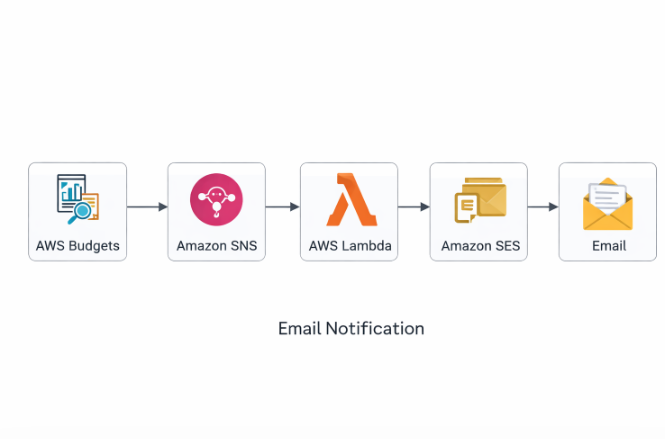 AWS Budgets
Amazon SNS
AWS Lambda
Amazon SES
Email
Email Notification